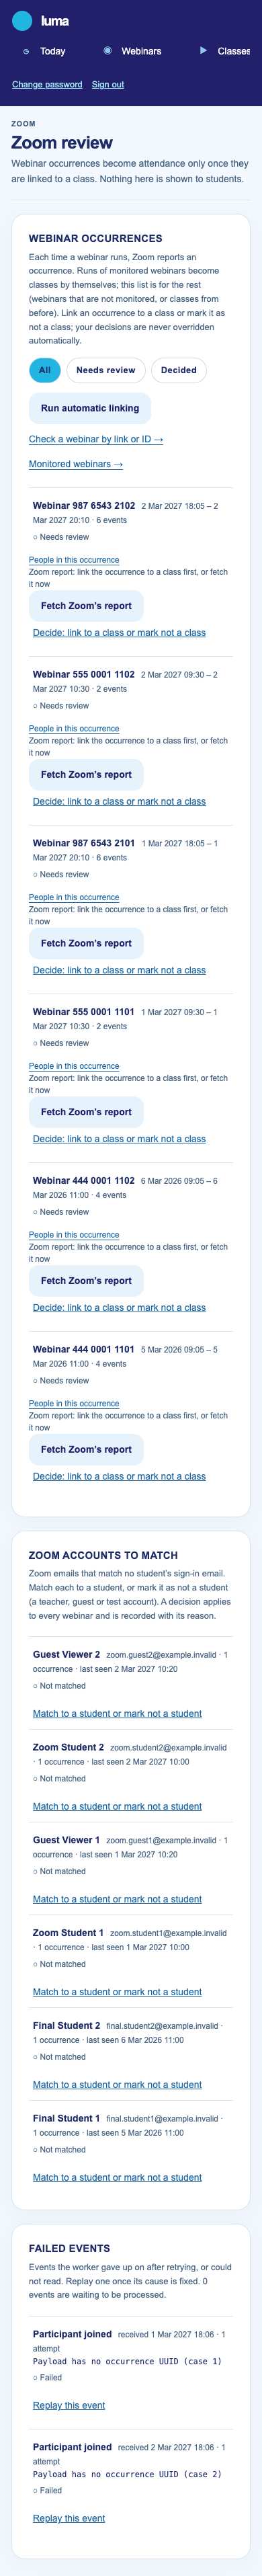 luma
Today Webinars Classes
Change password Sign out
ZOOM
Zoom review
Webinar occurrences become attendance only once they
are linked to a class. Nothing here is shown to students.
WEBINAR OCCURRENCES
Each time a webinar runs, Zoom reports an
occurrence. Runs of monitored webinars become
classes by themselves; this list is for the rest
(webinars that are not monitored, or classes from
before). Link an occurrence to a class or mark it as
not a class; your decisions are never overridden
automatically.
All Needs review Decided
Run automatic linking
Check a webinar by link or ID →
Monitored webinars →
Webinar 987 6543 2102 2 Mar 2027 18:05 – 2
Mar 2027 20:10 · 6 events
○ Needs review
People in this occurrence
Zoom report: link the occurrence to a class first, or fetch
it now
Fetch Zoom's report
Decide: link to a class or mark not a class
Webinar 555 0001 1102 2 Mar 2027 09:30 – 2
Mar 2027 10:30 · 2 events
○ Needs review
People in this occurrence
Zoom report: link the occurrence to a class first, or fetch
it now
Fetch Zoom's report
Decide: link to a class or mark not a class
Webinar 987 6543 2101 1 Mar 2027 18:05 – 1
Mar 2027 20:10 · 6 events
○ Needs review
People in this occurrence
Zoom report: link the occurrence to a class first, or fetch
it now
Fetch Zoom's report
Decide: link to a class or mark not a class
Webinar 555 0001 1101 1 Mar 2027 09:30 – 1
Mar 2027 10:30 · 2 events
○ Needs review
People in this occurrence
Zoom report: link the occurrence to a class first, or fetch
it now
Fetch Zoom's report
Decide: link to a class or mark not a class
Webinar 444 0001 1102 6 Mar 2026 09:05 – 6
Mar 2026 11:00 · 4 events
○ Needs review
People in this occurrence
Zoom report: link the occurrence to a class first, or fetch
it now
Fetch Zoom's report
Decide: link to a class or mark not a class
Webinar 444 0001 1101 5 Mar 2026 09:05 – 5
Mar 2026 11:00 · 4 events
○ Needs review
People in this occurrence
Zoom report: link the occurrence to a class first, or fetch
it now
Fetch Zoom's report
Decide: link to a class or mark not a class
ZOOM ACCOUNTS TO MATCH
Zoom emails that match no student's sign-in email.
Match each to a student, or mark it as not a student
(a teacher, guest or test account). A decision applies
to every webinar and is recorded with its reason.
Guest Viewer 2 zoom.guest2@example.invalid · 1
occurrence · last seen 2 Mar 2027 10:20
○ Not matched
Match to a student or mark not a student
Zoom Student 2 zoom.student2@example.invalid
· 1 occurrence · last seen 2 Mar 2027 10:00
○ Not matched
Match to a student or mark not a student
Guest Viewer 1 zoom.guest1@example.invalid · 1
occurrence · last seen 1 Mar 2027 10:20
○ Not matched
Match to a student or mark not a student
Zoom Student 1 zoom.student1@example.invalid
· 1 occurrence · last seen 1 Mar 2027 10:00
○ Not matched
Match to a student or mark not a student
Final Student 2 final.student2@example.invalid ·
1 occurrence · last seen 6 Mar 2026 11:00
○ Not matched
Match to a student or mark not a student
Final Student 1 final.student1@example.invalid ·
1 occurrence · last seen 5 Mar 2026 11:00
○ Not matched
Match to a student or mark not a student
FAILED EVENTS
Events the worker gave up on after retrying, or could
not read. Replay one once its cause is fixed. 0
events are waiting to be processed.
Participant joined received 1 Mar 2027 18:06 · 1
attempt
Payload has no occurrence UUID (case 1)
○ Failed
Replay this event
Participant joined received 2 Mar 2027 18:06 · 1
attempt
Payload has no occurrence UUID (case 2)
○ Failed
Replay this event